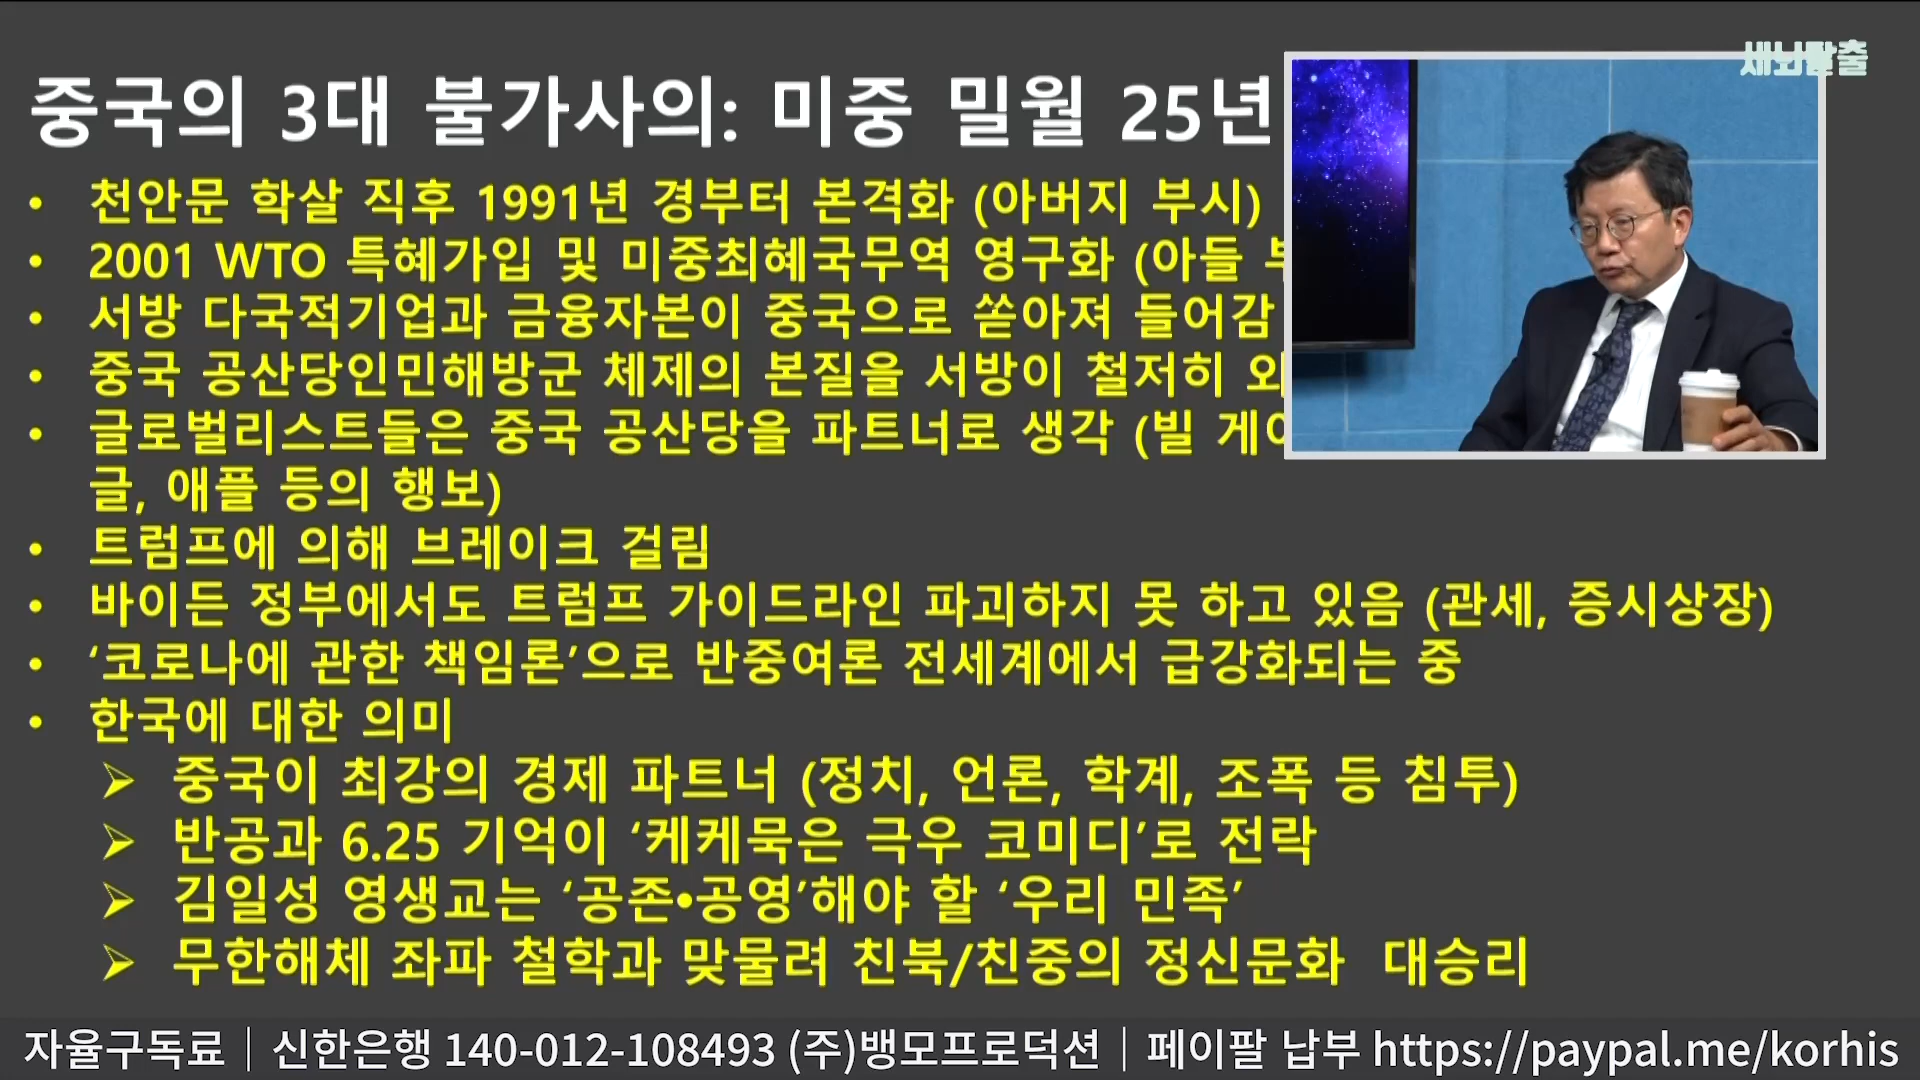 세뇌탈출
중국의 3대 불가사의: 미중 밀월 25년
• 천안문 학살 직후 1991년 경부터 본격화 (아버지 부시)
• 2001 WTO 특혜가입 및 미중최혜국무역 영구화 (아들
• 서방 다국적기업과 금융자본이 중국으로 쏟아져 들어감
• 중국 공산당인민해방군 체제의 본질을 서방이 철저히
• 글로벌리스트들은 중국 공산당을 파트너로 생각 (빌
글, 애플 등의 행보)
• 트럼프에 의해 브레이크 걸림
• 바이든 정부에서도 트럼프 가이드라인 파괴하지 못 하고 있음 (관세, 증시상장)
• ‘코로나에 관한 책임론’으로 반중여론 전세계에서 급강화되는 중
• 한국에 대한 의미
➢ 중국이 최강의 경제 파트너 (정치, 언론, 학계, 조폭 등 침투)
➢ 반공과 6.25 기억이 ‘케케묵은 극우 코미디’로 전락
➢ 김일성 영생교는 ‘공존•공영’해야 할 ‘우리 민족’
➢ 무한해체 좌파 철학과 맞물려 친북/친중의 정신문화 대승리
자율구독료│신한은행 140-012-108493 (주)뱅모프로덕션│페이팔 납부 https://paypal.me/korhis